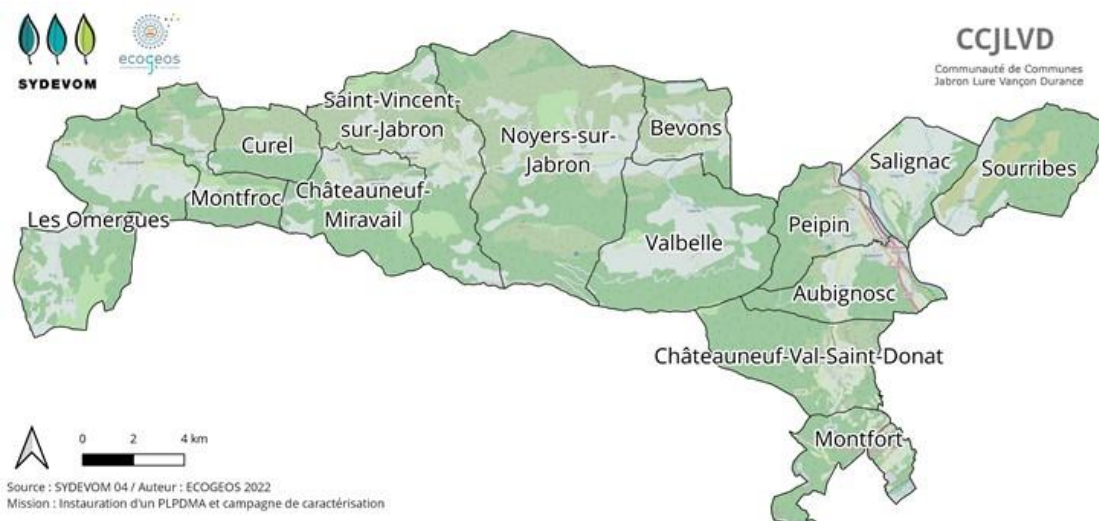 SYDEVOM
ecogeos
CCJLVD
Communauté de Communes
Jabron Lure Vançon Durance
Saint-Vincent-
sur-Jabron
Curel
Noyers-sur-
Jabron
Bevons
Salignac
Sourribes
Montfroc
Châteauneuf-
Miravail
Les Omergues
Valbelle
Peipin
Aubignosc
Châteauneuf-Val-Saint-Donat
Montfort
0 2 4 km
Source : SYDEVOM 04 / Auteur : ECOGEOS 2022
Mission : Instauration d'un PLPDMA et campagne de caractérisation